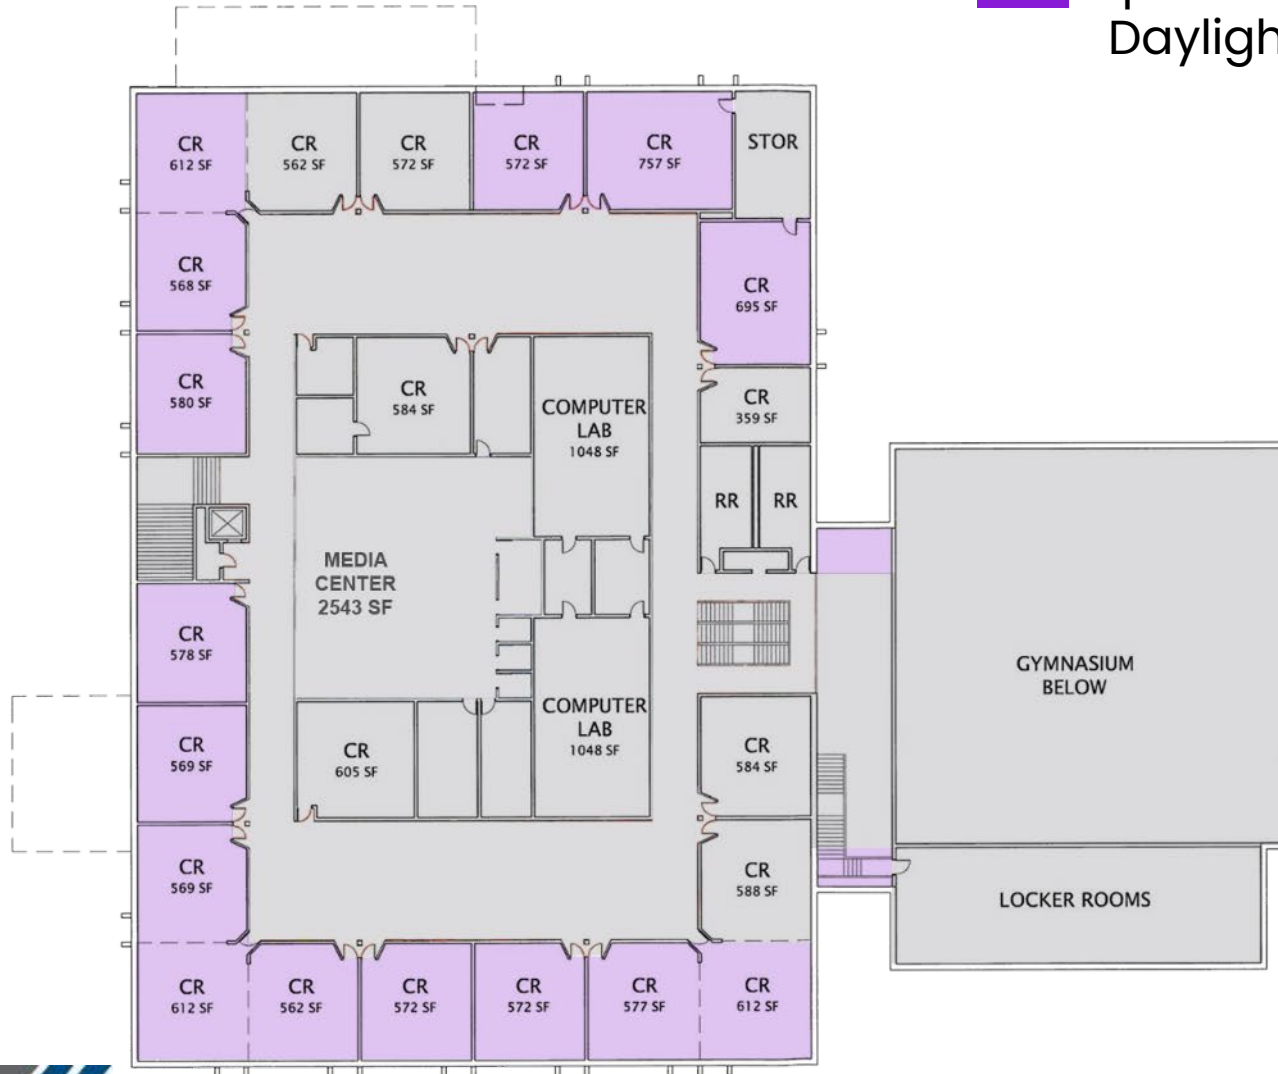 Dayligh
CR
612 SF
CR
562 SF
CR
572 SF
CR
572 SF
CR
757 SF
STOR
CR
568 SF
CR
695 SF
CR
580 SF
CR
584 SF
COMPUTER
LAB
1048 SF
CR
359 SF
RR
RR
MEDIA
CENTER
2543 SF
CR
578 SF
GYMNASIUM
BELOW
CR
569 SF
CR
605 SF
COMPUTER
LAB
1048 SF
CR
584 SF
CR
569 SF
CR
588 SF
LOCKER ROOMS
CR
612 SF
CR
562 SF
CR
572 SF
CR
572 SF
CR
577 SF
CR
612 SF